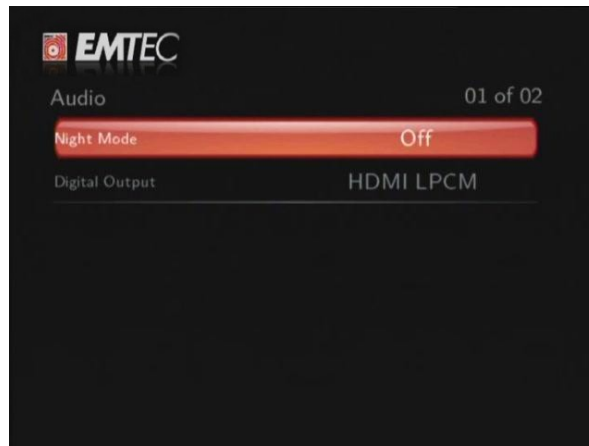 EMTEC
Audio 01 of 02
Night Mode Off
Digital Output HDMI LPCM